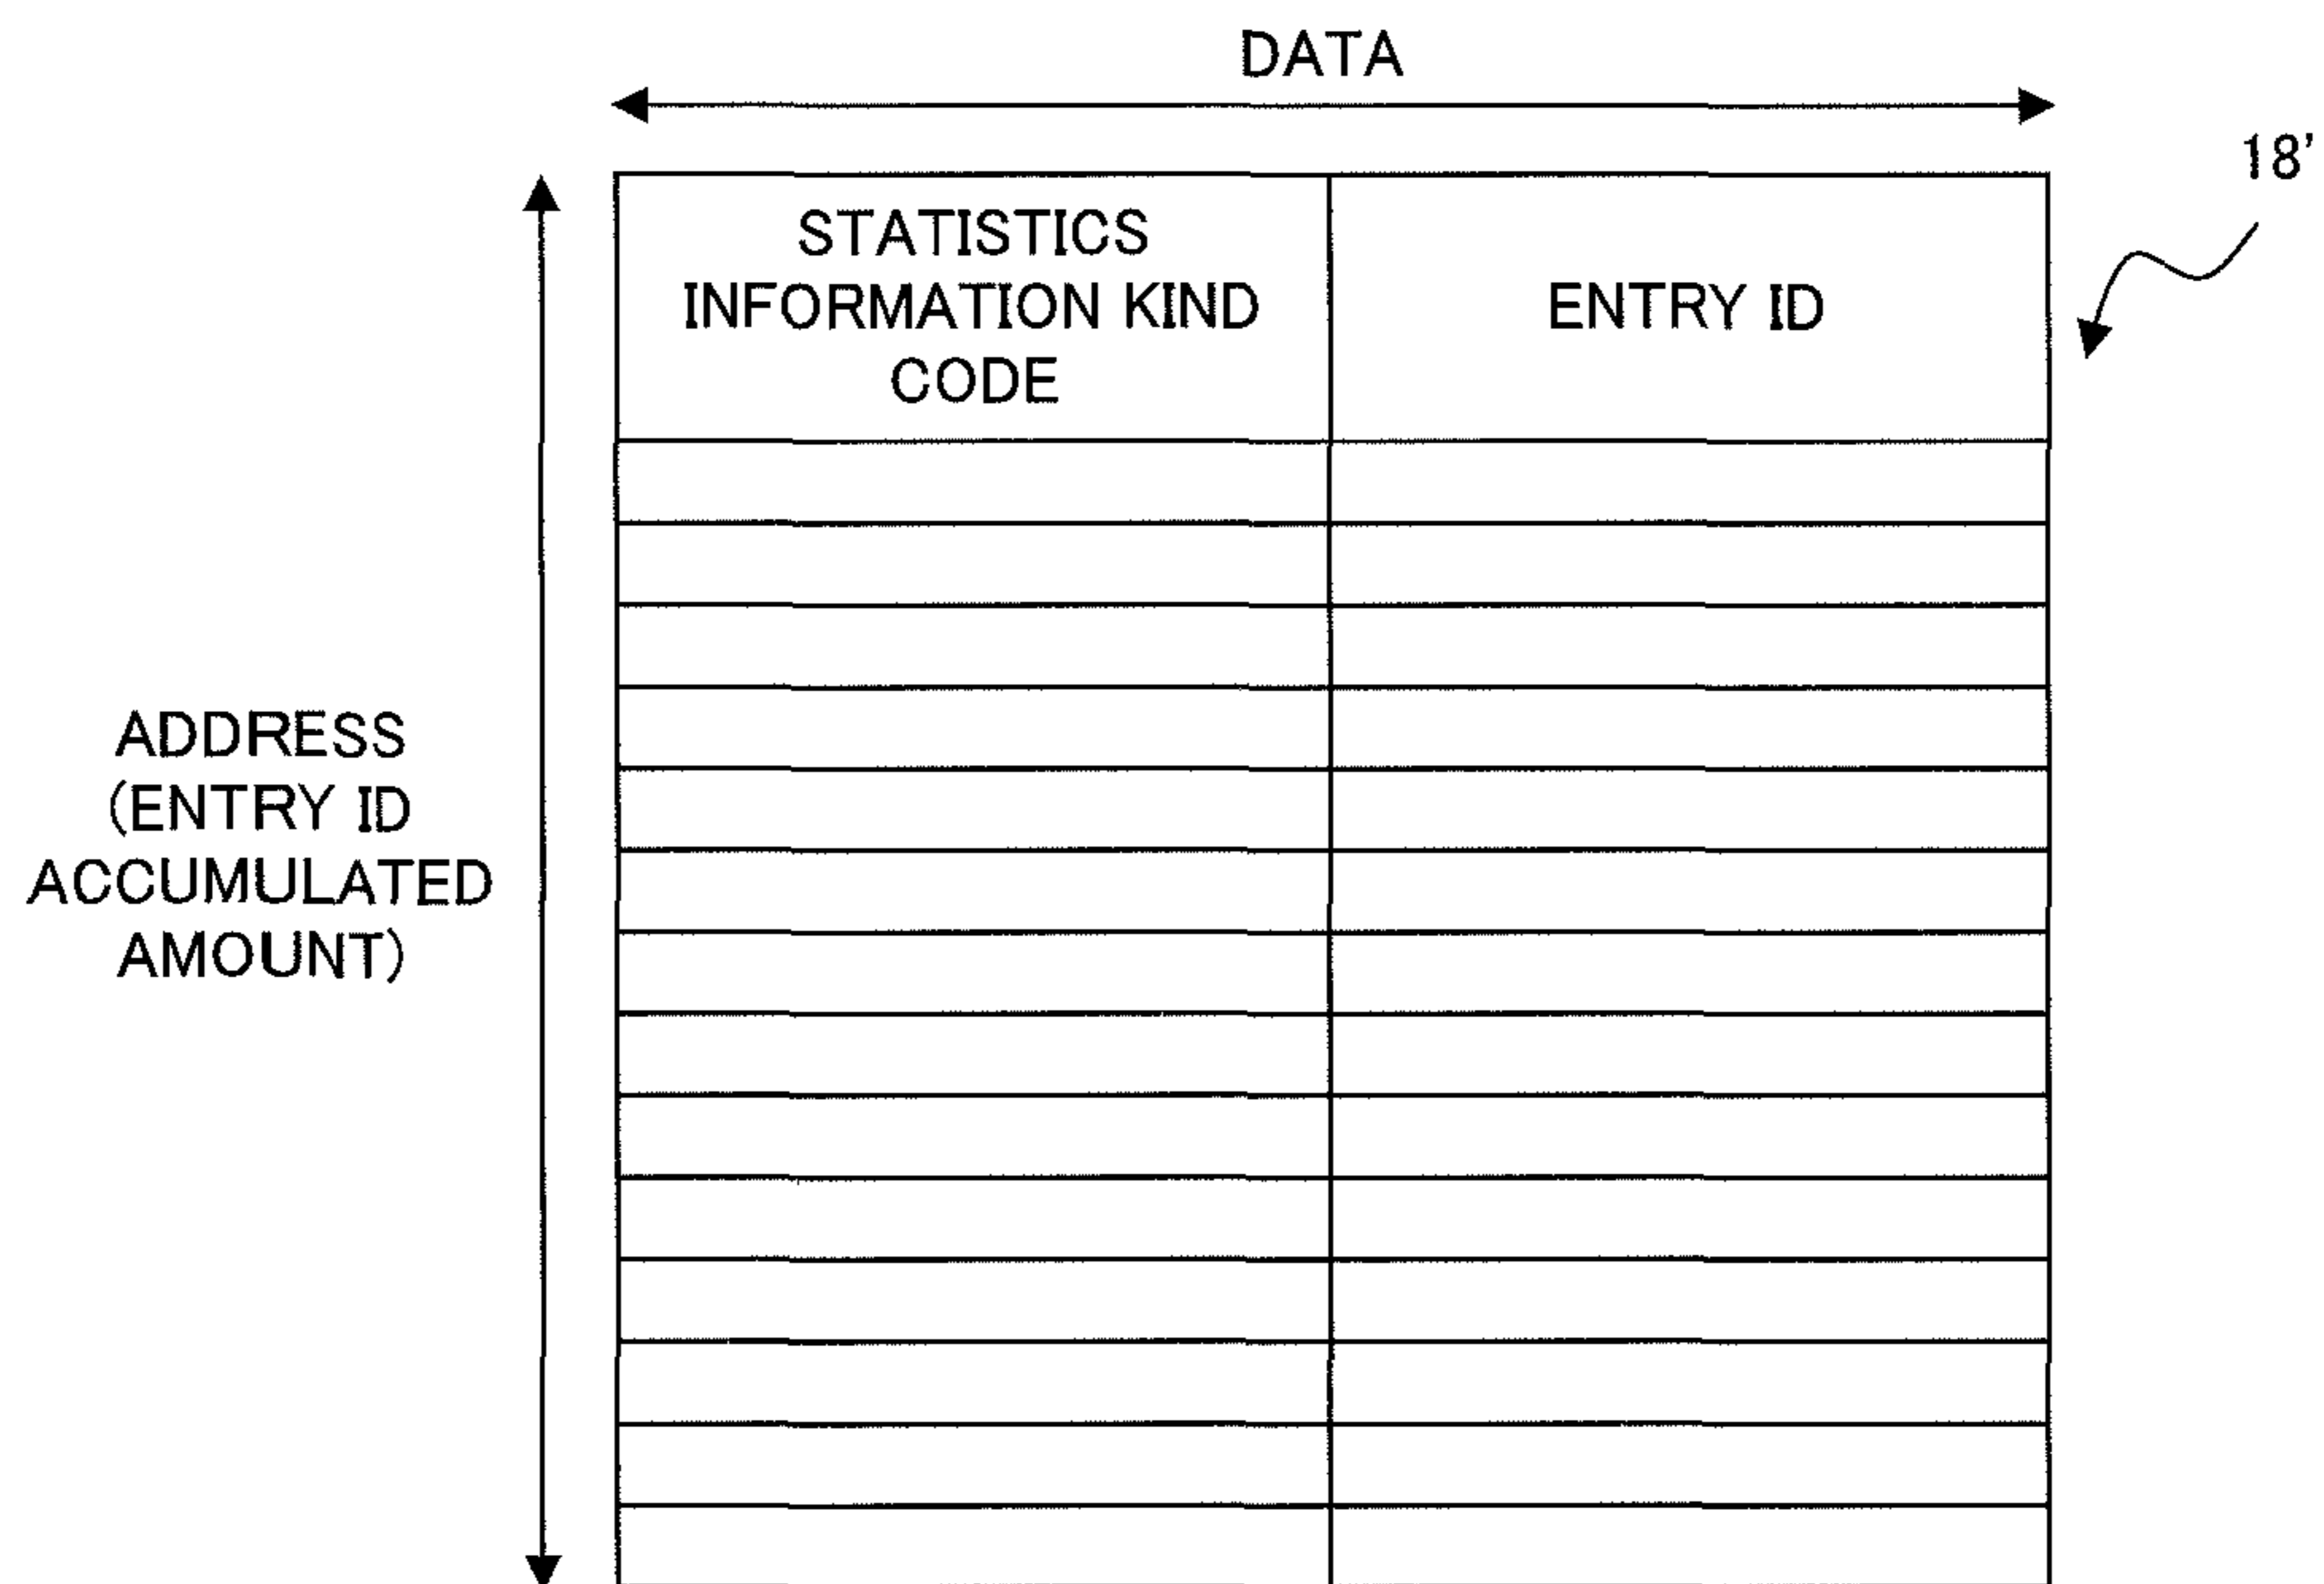 DATA
18'
STATISTICS
INFORMATION KIND
CODE
ENTRY ID
ADDRESS
(ENTRY ID
ACCUMULATED
AMOUNT)